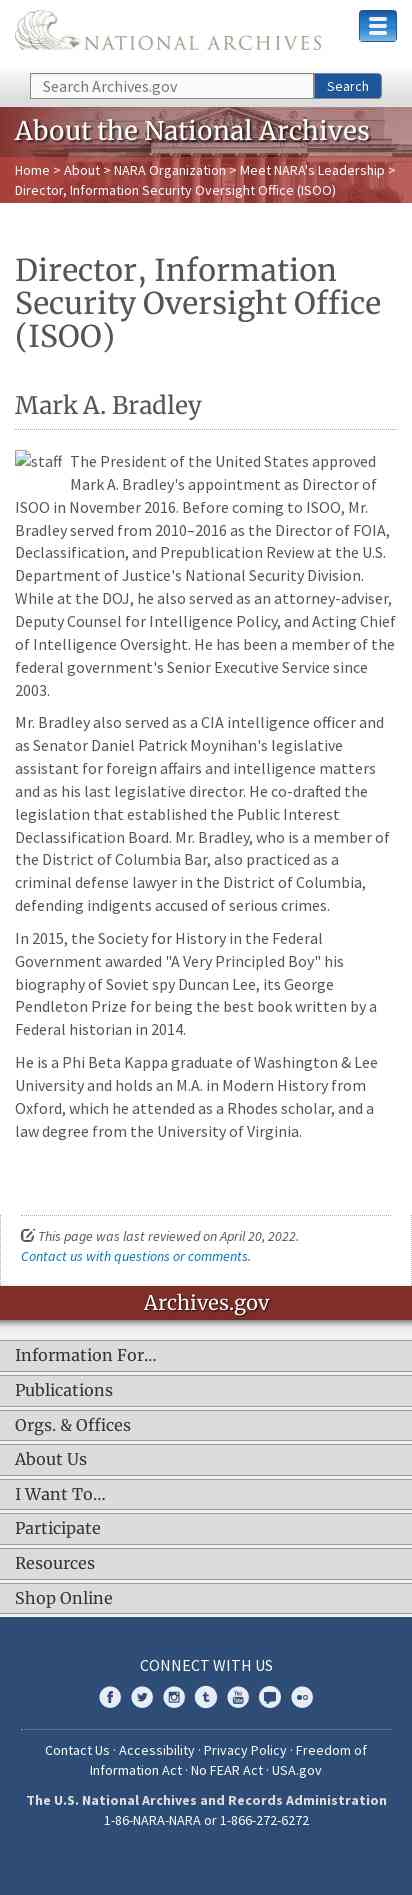 NATIONAL ARCHIVES
Search Archives.gov
Search
About the National Archives
Home > About > NARA Organization > Meet NARA's Leadership >
Director, Information Security Oversight Office (ISOO)
Director, Information
Security Oversight Office
(ISOO)
Mark A. Bradley
staff The President of the United States approved
Mark A. Bradley's appointment as Director of
ISOO in November 2016. Before coming to ISOO, Mr.
Bradley served from 2010–2016 as the Director of FOIA,
Declassification, and Prepublication Review at the U.S.
Department of Justice's National Security Division.
While at the DOJ, he also served as an attorney-adviser,
Deputy Counsel for Intelligence Policy, and Acting Chief
of Intelligence Oversight. He has been a member of the
federal government's Senior Executive Service since
2003.
Mr. Bradley also served as a CIA intelligence officer and
as Senator Daniel Patrick Moynihan's legislative
assistant for foreign affairs and intelligence matters
and as his last legislative director. He co-drafted the
legislation that established the Public Interest
Declassification Board. Mr. Bradley, who is a member of
the District of Columbia Bar, also practiced as a
criminal defense lawyer in the District of Columbia,
defending indigents accused of serious crimes.
In 2015, the Society for History in the Federal
Government awarded "A Very Principled Boy" his
biography of Soviet spy Duncan Lee, its George
Pendleton Prize for being the best book written by a
Federal historian in 2014.
He is a Phi Beta Kappa graduate of Washington & Lee
University and holds an M.A. in Modern History from
Oxford, which he attended as a Rhodes scholar, and a
law degree from the University of Virginia.
This page was last reviewed on April 20, 2022.
Contact us with questions or comments.
Archives.gov
Information For…
Publications
Orgs. & Offices
About Us
I Want To…
Participate
Resources
Shop Online
CONNECT WITH US
Contact Us · Accessibility · Privacy Policy · Freedom of
Information Act · No FEAR Act · USA.gov
The U.S. National Archives and Records Administration
1-86-NARA-NARA or 1-866-272-6272